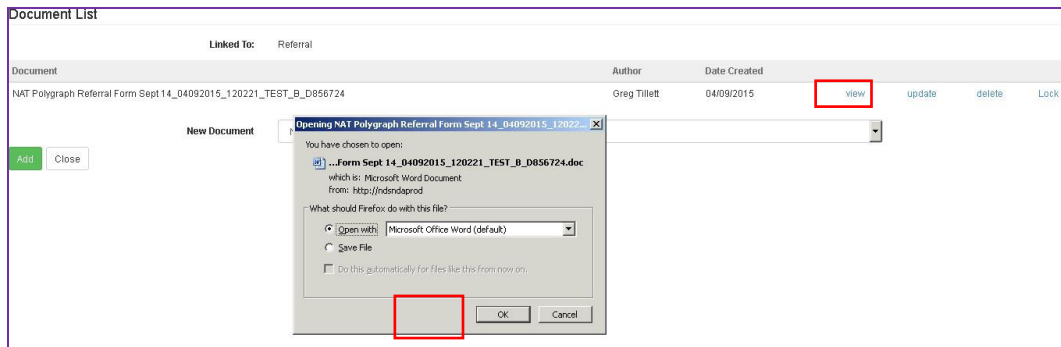 Document List
Linked To: Referral
Document Author Date Created
NAT Polygraph Referral Form Sept 14_04092015_120221_TEST_B_D856724 Greg Tillett 04/09/2015 view update delete Lock
New Document
Add Close
Opening NAT Polygraph Referral Form Sept 14_04092015_12022...
You have chosen to open:
...Form Sept 14_04092015_120221_TEST_B_D856724.doc
which is: Microsoft Word Document
from: http://ndsndaprod
What should Firefox do with this file?
Open with Microsoft Office Word (default)
Save File
Do this automatically for files like this from now on.
OK Cancel